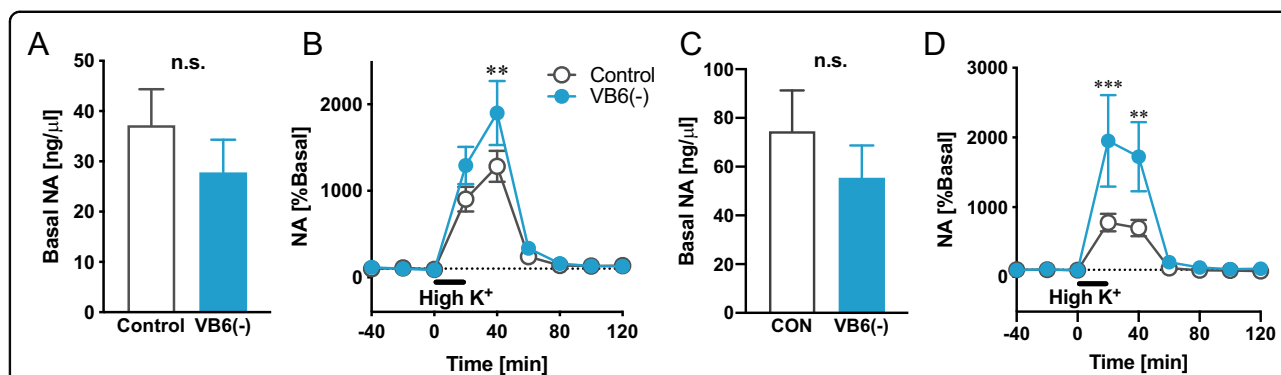 A
Basal NA [ng/μl]
50
40
30
20
10
0
n.s.
Control VB6(-)
B
NA [%Basal]
2000
1000
0
**
Control
VB6(-)
High K+
-40 0 40 80 120
Time [min]
C
Basal NA [ng/μl]
100
80
60
40
20
0
n.s.
CON VB6(-)
D
NA [%Basal]
3000
2000
1000
0
***
**
High K+
-40 0 40 80 120
Time [min]